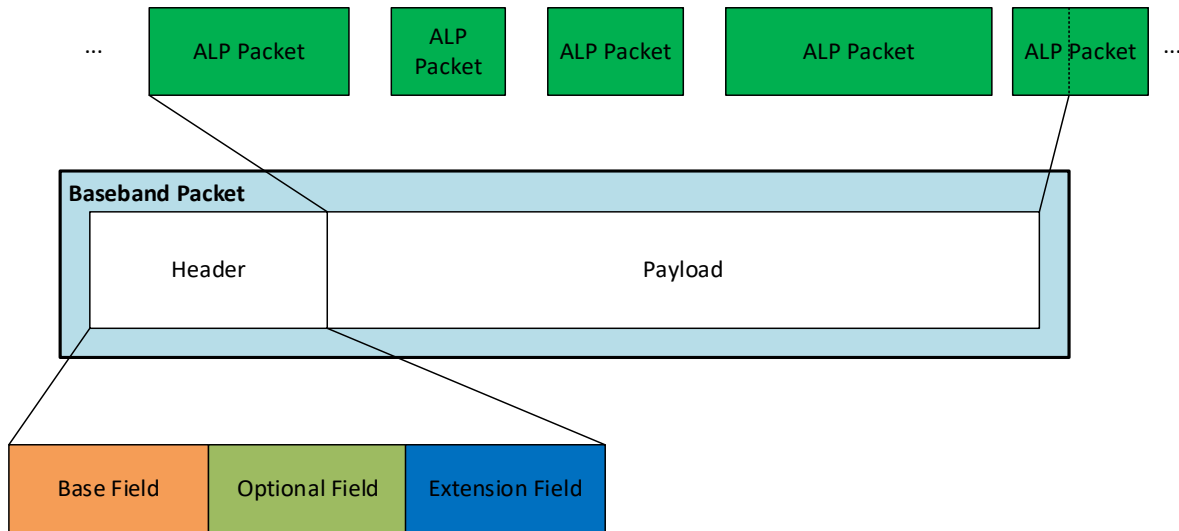 ... ALP Packet ALP Packet ALP Packet ALP Packet ALP Packet ...
Baseband Packet
Header Payload
Base Field Optional Field Extension Field